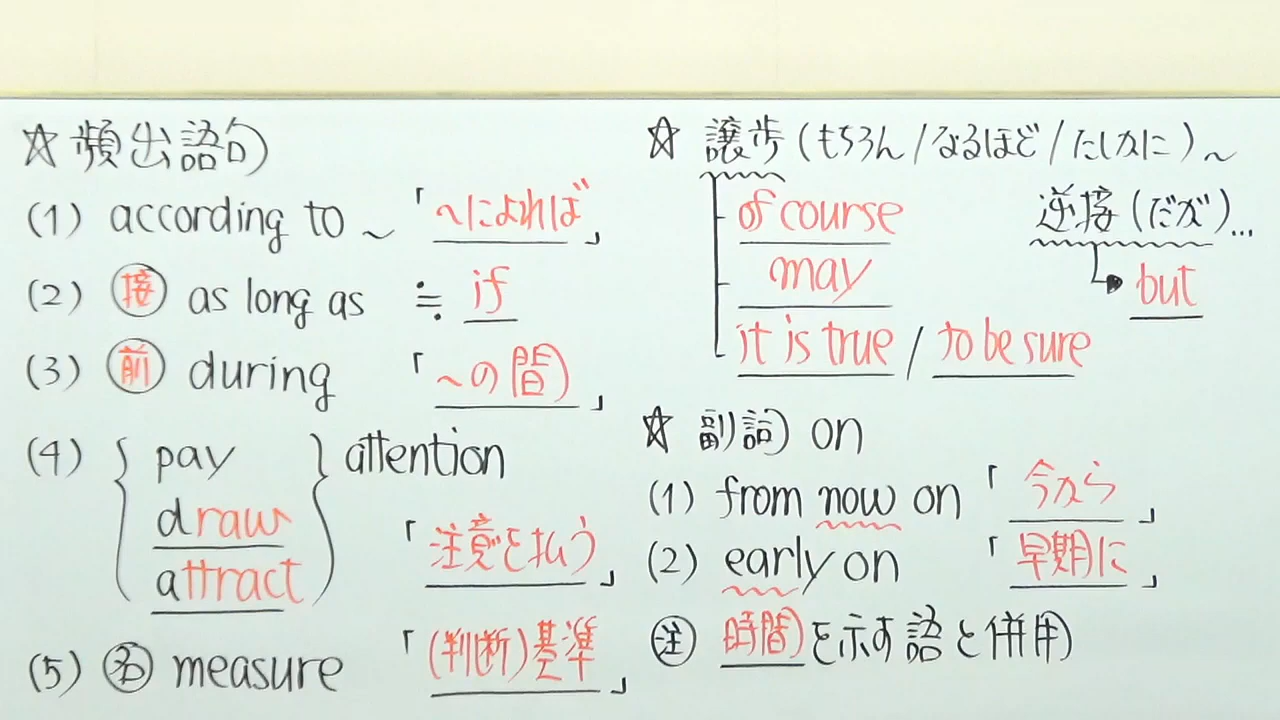 ☆ 頻出語句
(1) according to ~ 「~によれば」
(2) 接 as long as ≒ if
(3) 前 during 「~の間」
(4) { pay } attention
draw 「注意を払う」
attract
(5) 名 measure 「(判断)基準」
☆ 譲歩 (もちろん/なるほど/たしかに) ~
of course 逆接 (だが)...
may but
it is true / to be sure
☆ 副詞 on
(1) from now on 「今から」
(2) early on 「早期に」
注 時間を示す語と併用